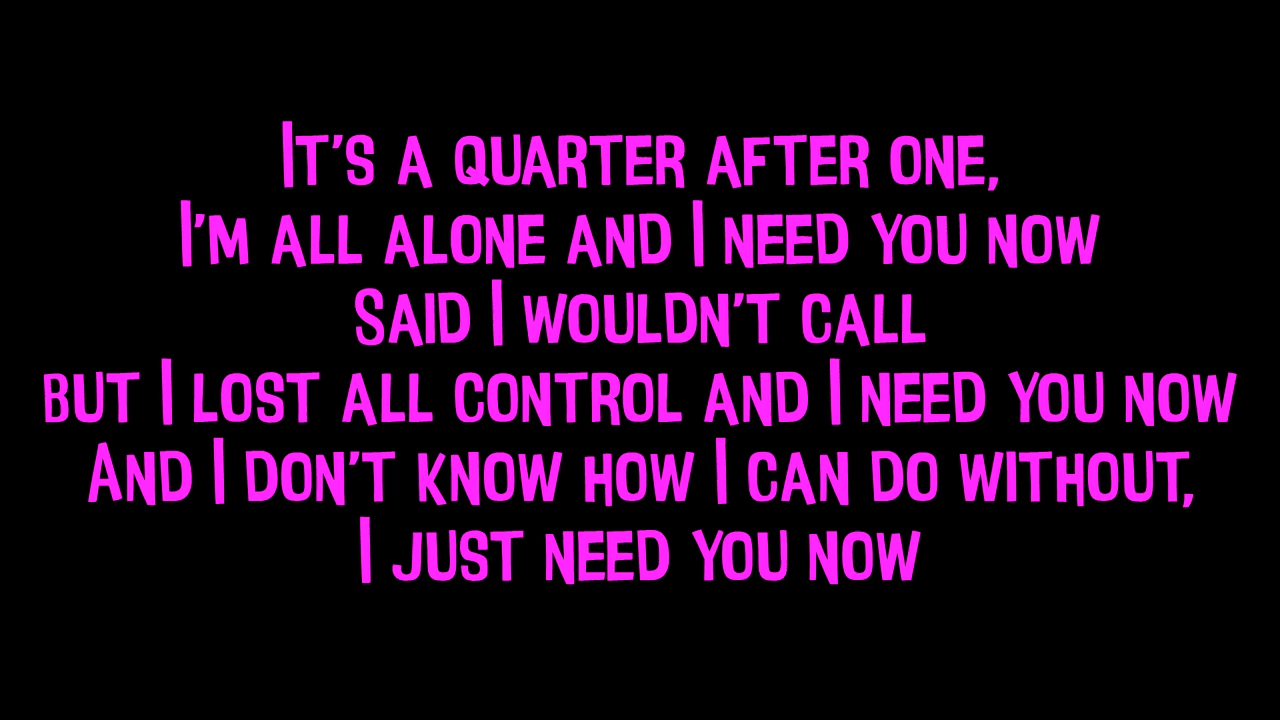 It's a quarter after one,
I'm all alone and I need you now
Said I wouldn't call
but I lost all control and I need you now
And I don't know how I can do without,
I just need you now